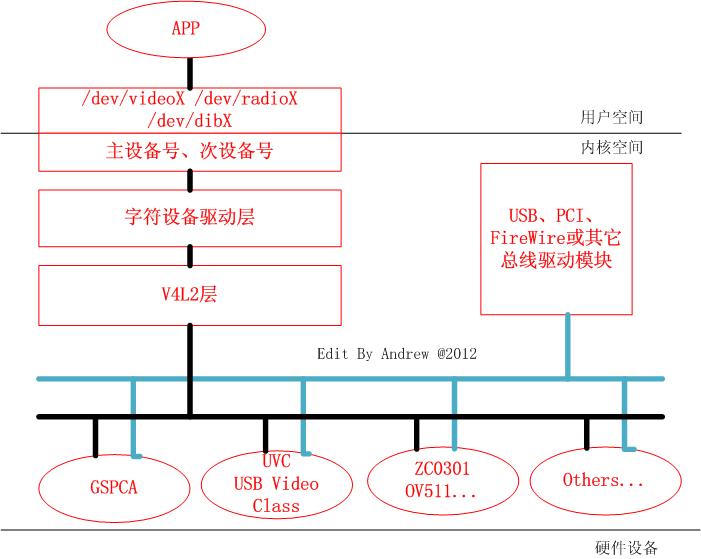 APP
/dev/videoX /dev/radioX
/dev/dibX
用户空间
主设备号、次设备号
内核空间
字符设备驱动层
USB、PCI、
FireWire或其它
总线驱动模块
V4L2层
Edit By Andrew @2012
GSPCA
UVC
USB Video
Class
ZC0301
OV511...
Others...
硬件设备